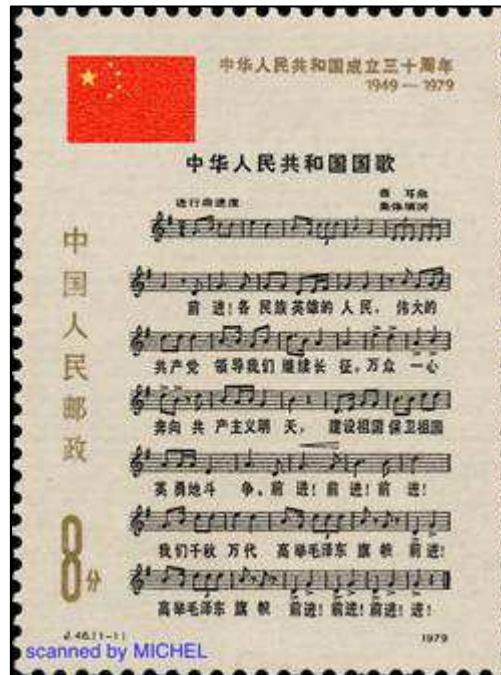 中华人民共和国成立三十周年
1949—1979
中华人民共和国国歌
进行曲速度
聂 耳曲
集体填词
前 进!各 民族英雄的 人 民, 伟大的
共产党 领导我们 继续长 征。万众 一心
奔向 共 产主义明 天, 建设祖国 保卫祖国
英 勇地斗 争。前 进! 前 进! 前 进!
我们千秋 万代 高举毛泽东 旗 帜 前进!
高举毛泽东 旗 帜 前进! 前进! 前进! 进!
中国人民邮政
8分
J.46.(1-1)
1979
scanned by MICHEL